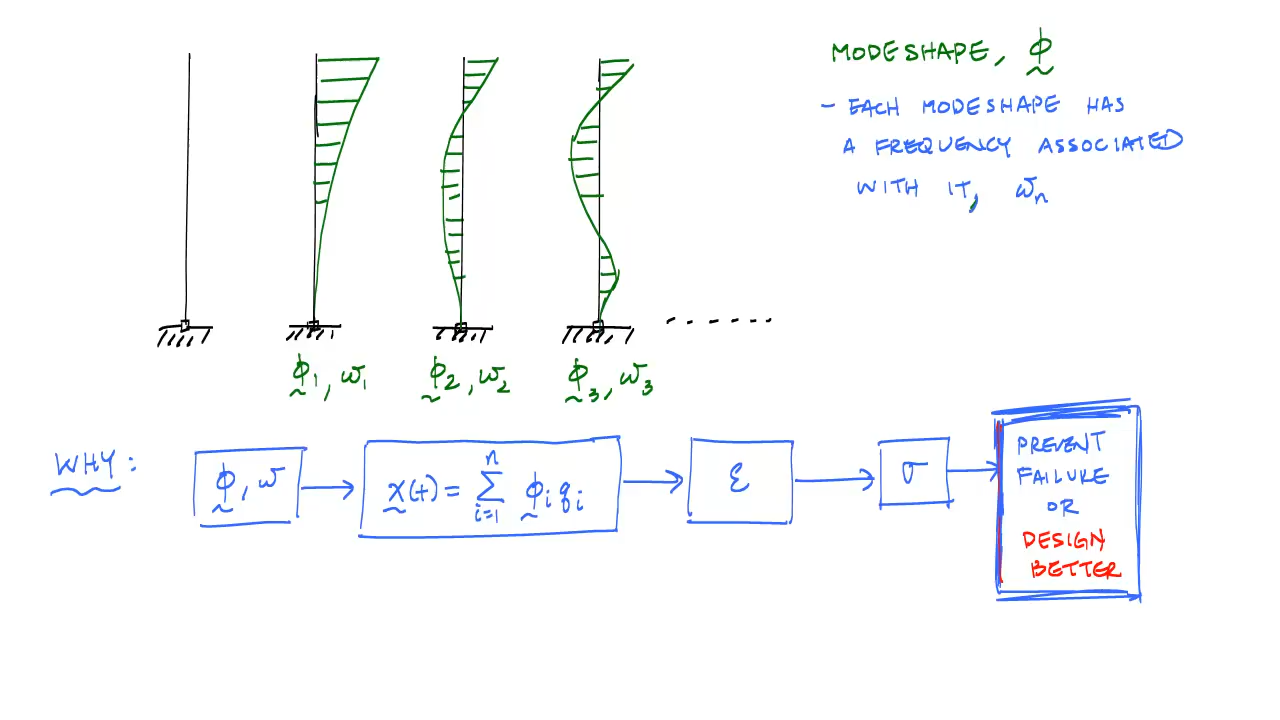 MODESHAPE, ϕ
- EACH MODESHAPE HAS
A FREQUENCY ASSOCIATED
WITH IT, ωn
ϕ1, ω1
ϕ2, ω2
ϕ3, ω3
WHY:
ϕ, ω
x(t) = ∑ i=1 n ϕi qi
ε
σ
PREVENT
FAILURE
OR
DESIGN
BETTER